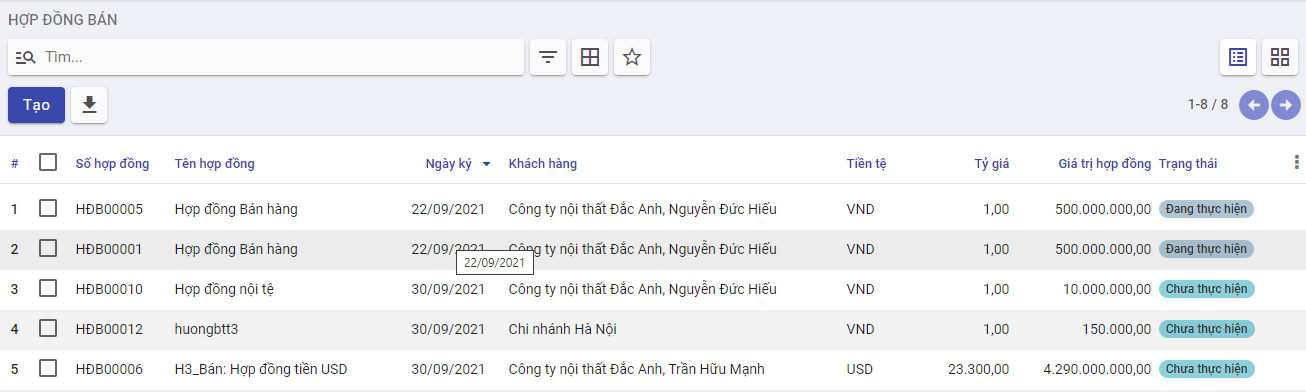 HỢP ĐỒNG BÁN
Tìm...
Tạo
1-8 / 8
# Số hợp đồng Tên hợp đồng Ngày ký Khách hàng Tiền tệ Tỷ giá Giá trị hợp đồng Trạng thái
1 HĐB00005 Hợp đồng Bán hàng 22/09/2021 Công ty nội thất Đắc Anh, Nguyễn Đức Hiếu VND 1,00 500.000.000,00 Đang thực hiện
2 HĐB00001 Hợp đồng Bán hàng 22/09/2021 Công ty nội thất Đắc Anh, Nguyễn Đức Hiếu VND 1,00 500.000.000,00 Đang thực hiện
22/09/2021
3 HĐB00010 Hợp đồng nội tệ 30/09/2021 Công ty nội thất Đắc Anh, Nguyễn Đức Hiếu VND 1,00 10.000.000,00 Chưa thực hiện
4 HĐB00012 huongbtt3 30/09/2021 Chi nhánh Hà Nội VND 1,00 150.000,00 Chưa thực hiện
5 HĐB00006 H3_Bán: Hợp đồng tiền USD 30/09/2021 Công ty nội thất Đắc Anh, Trần Hữu Mạnh USD 23.300,00 4.290.000.000,00 Chưa thực hiện